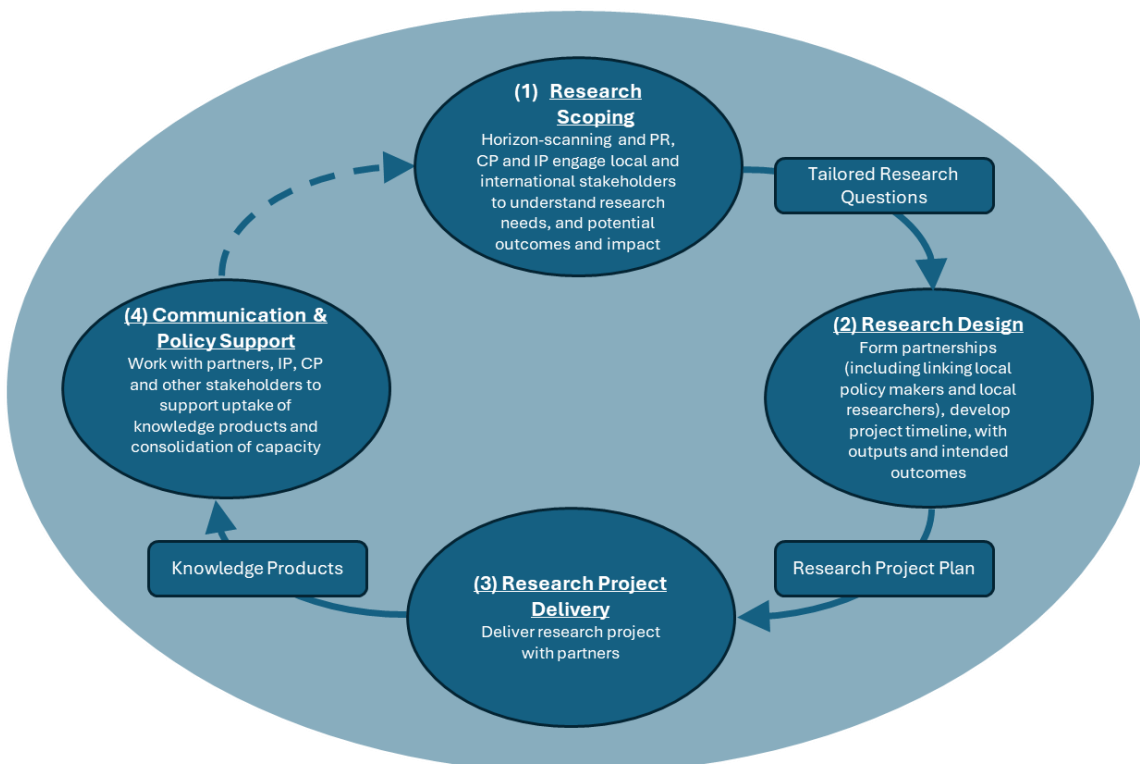 (1) Research
Scoping
Horizon-scanning and PR,
CP and IP engage local and
international stakeholders
to understand research
needs, and potential
outcomes and impact
Tailored Research
Questions
(2) Research Design
Form partnerships
(including linking local
policy makers and local
researchers), develop
project timeline, with
outputs and intended
outcomes
Research Project Plan
(3) Research Project
Delivery
Deliver research project
with partners
Knowledge Products
(4) Communication &
Policy Support
Work with partners, IP, CP
and other stakeholders to
support uptake of
knowledge products and
consolidation of capacity